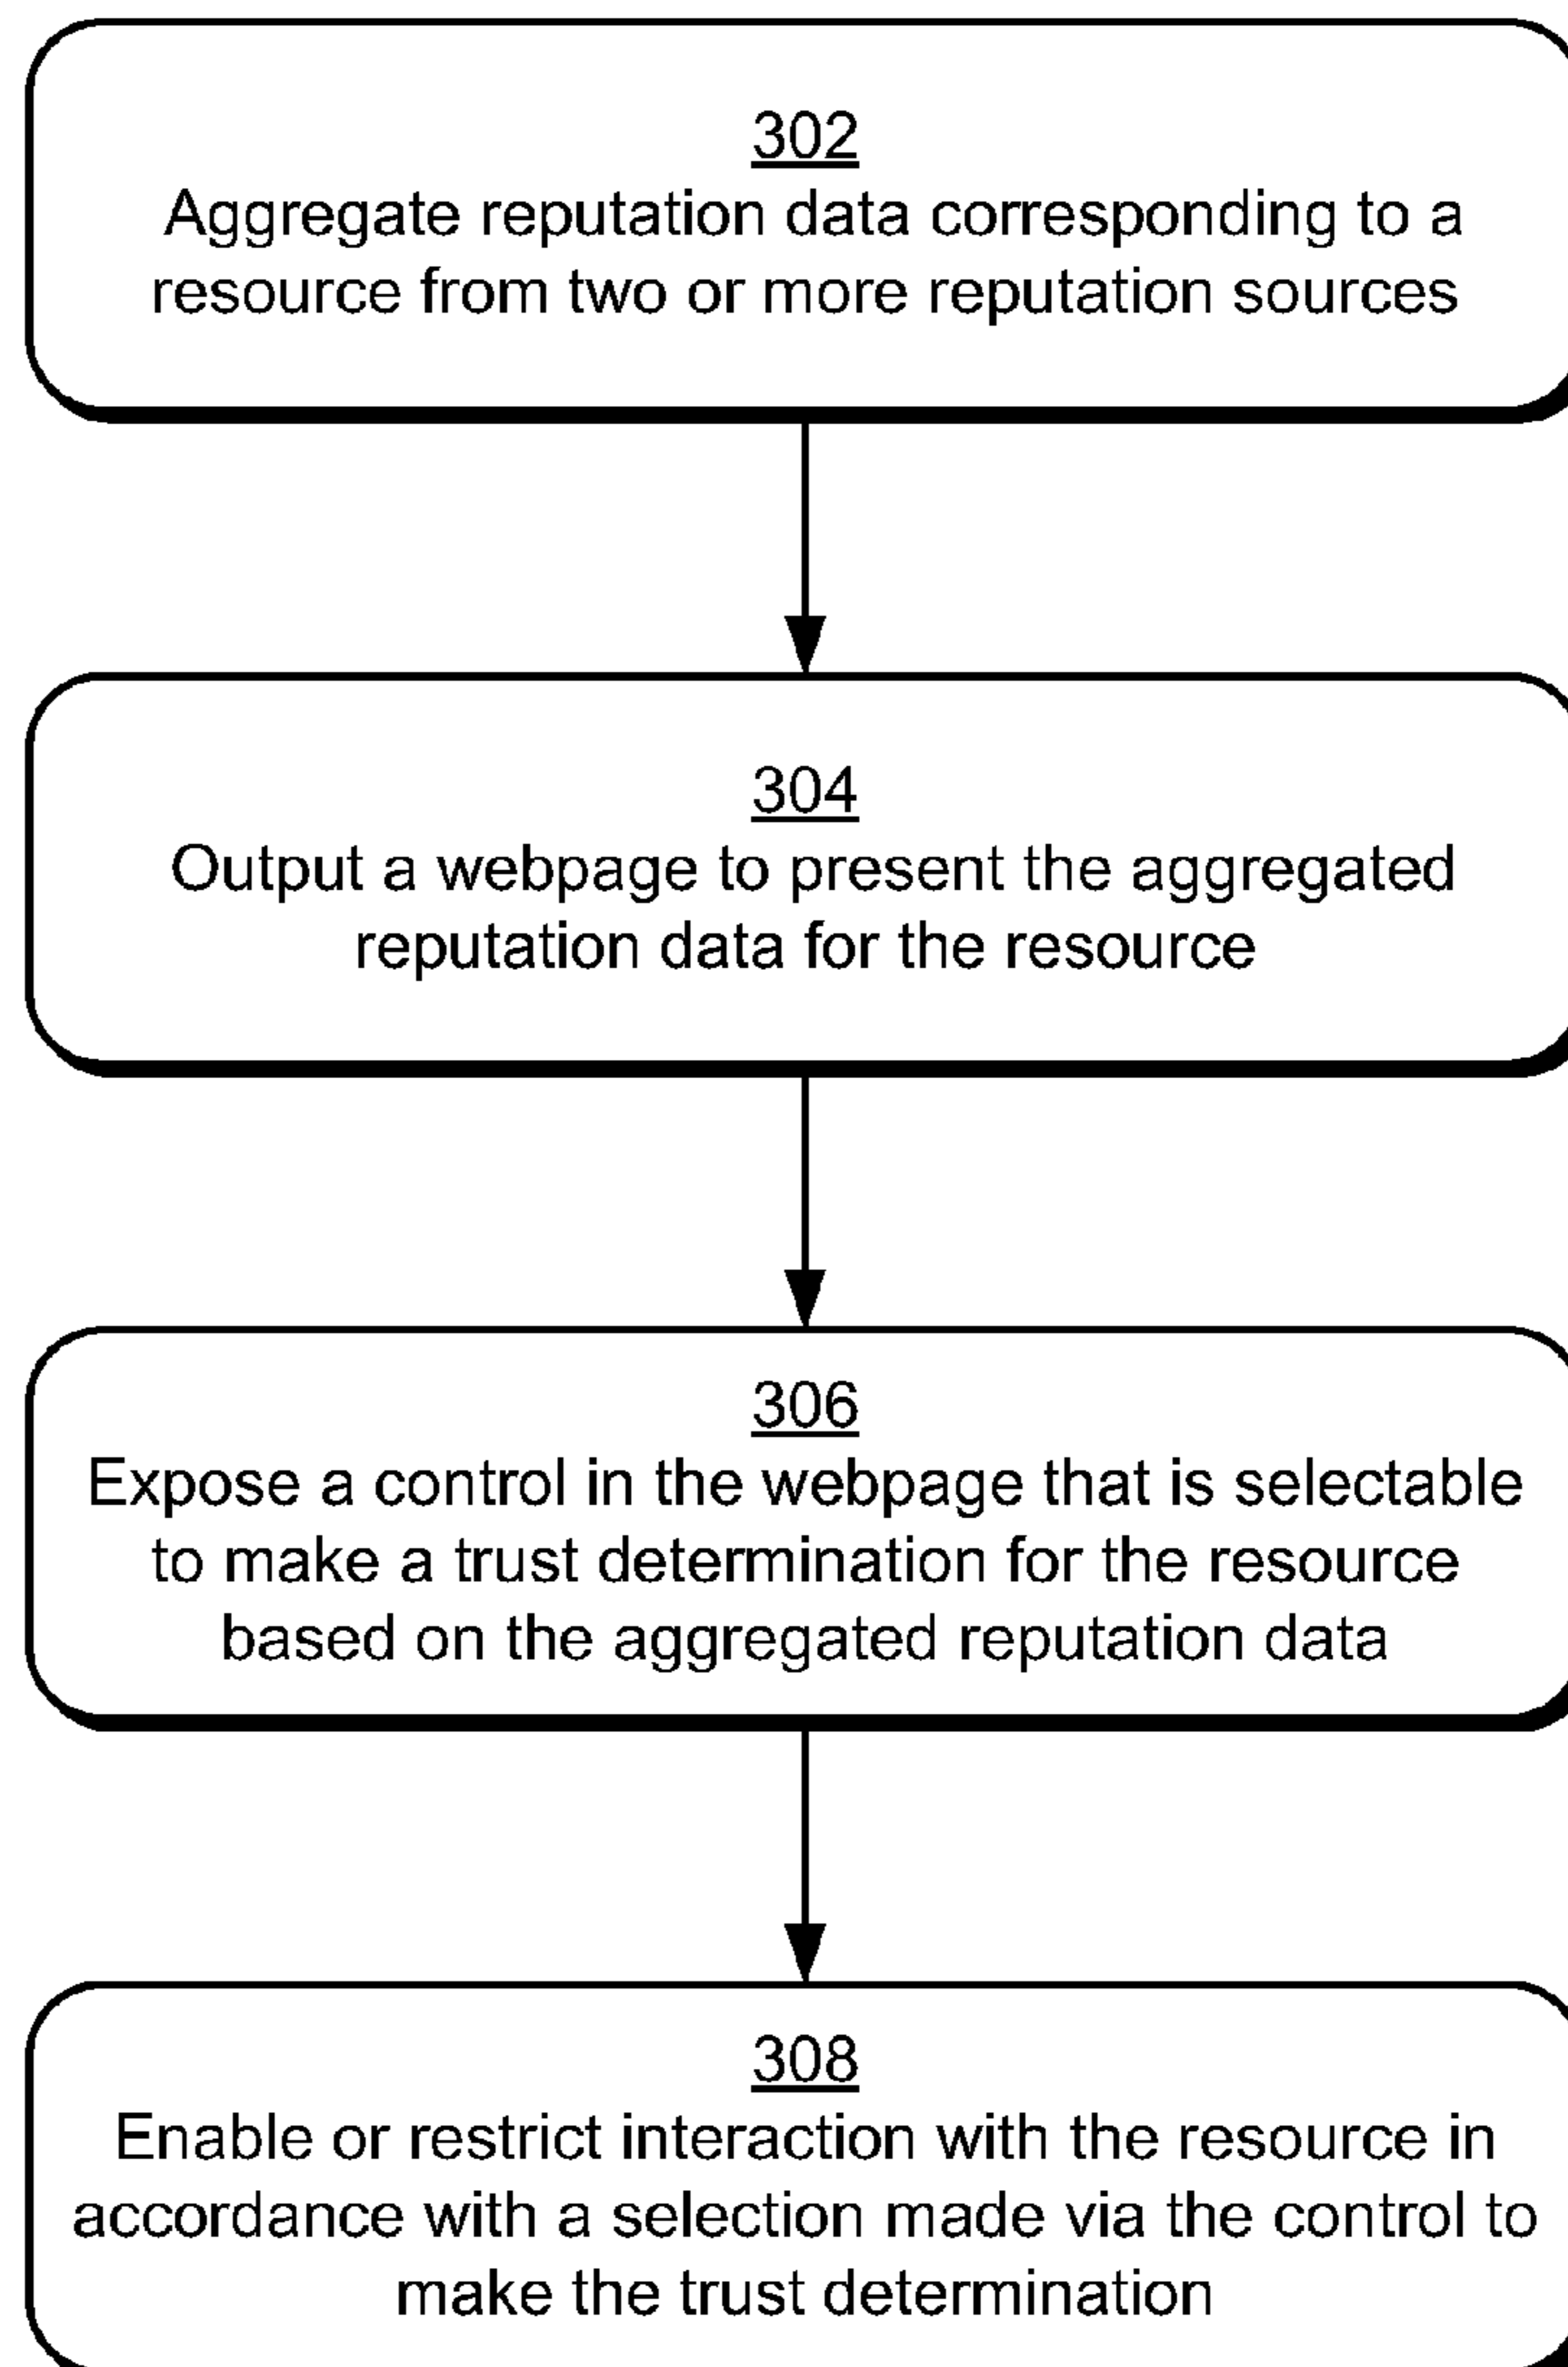 302
Aggregate reputation data corresponding to a
resource from two or more reputation sources
304
Output a webpage to present the aggregated
reputation data for the resource
306
Expose a control in the webpage that is selectable
to make a trust determination for the resource
based on the aggregated reputation data
308
Enable or restrict interaction with the resource in
accordance with a selection made via the control to
make the trust determination